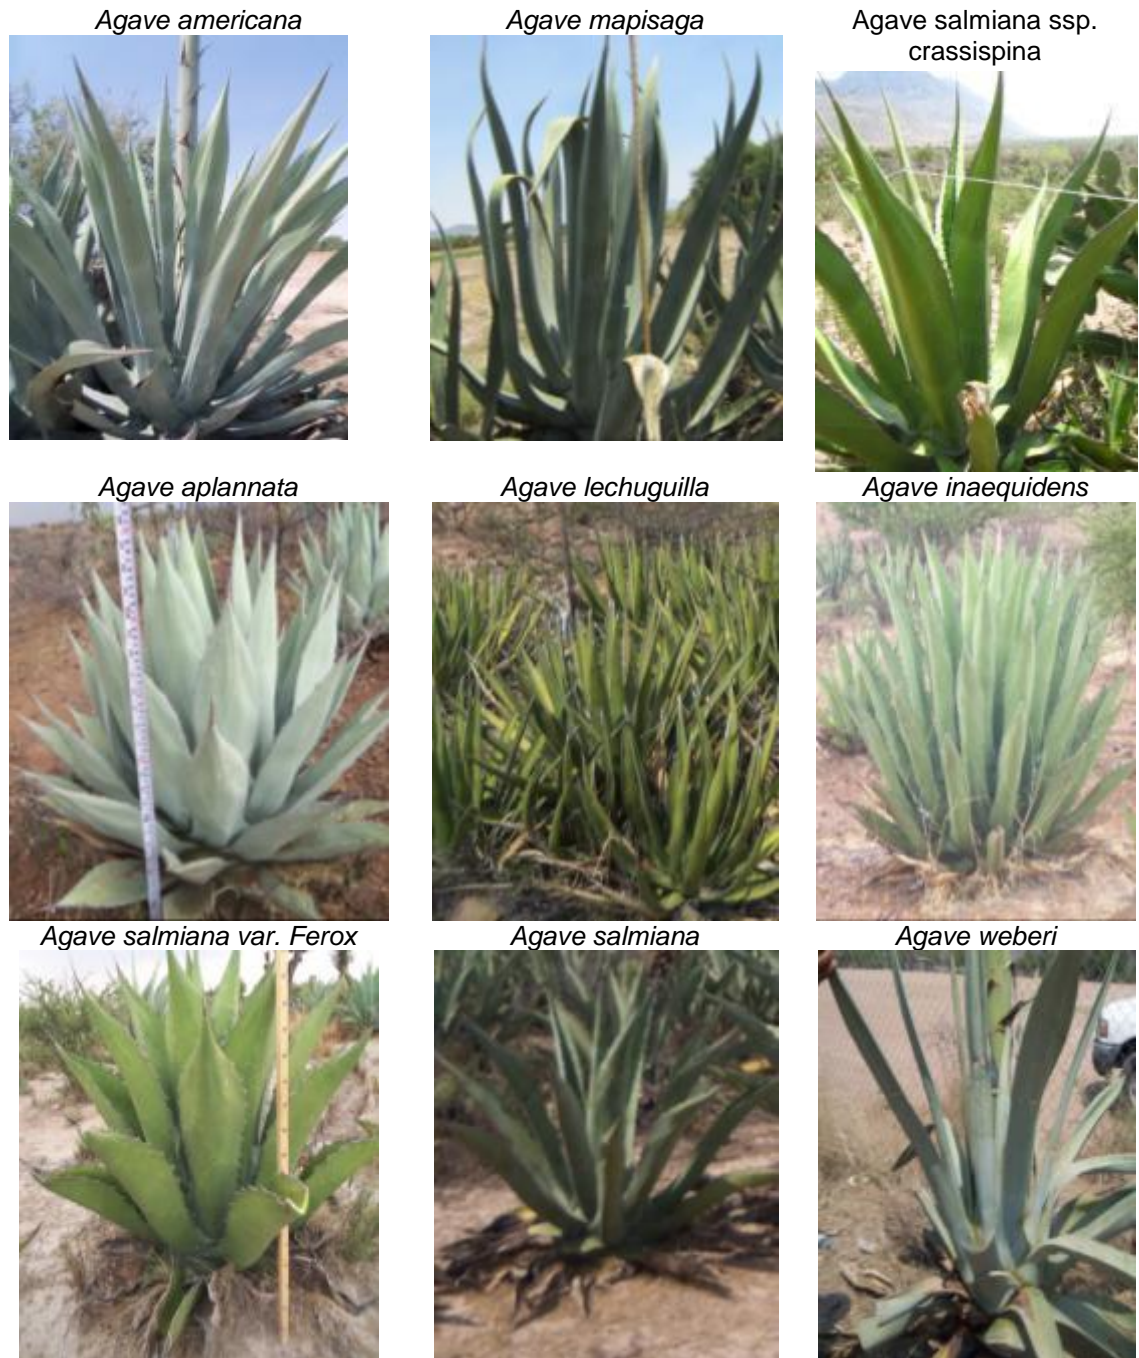 Agave americana
Agave mapisaga
Agave salmiana ssp.
crassispina
Agave aplannata
Agave lechuguilla
Agave inaequidens
Agave salmiana var. Ferox
Agave salmiana
Agave weberi